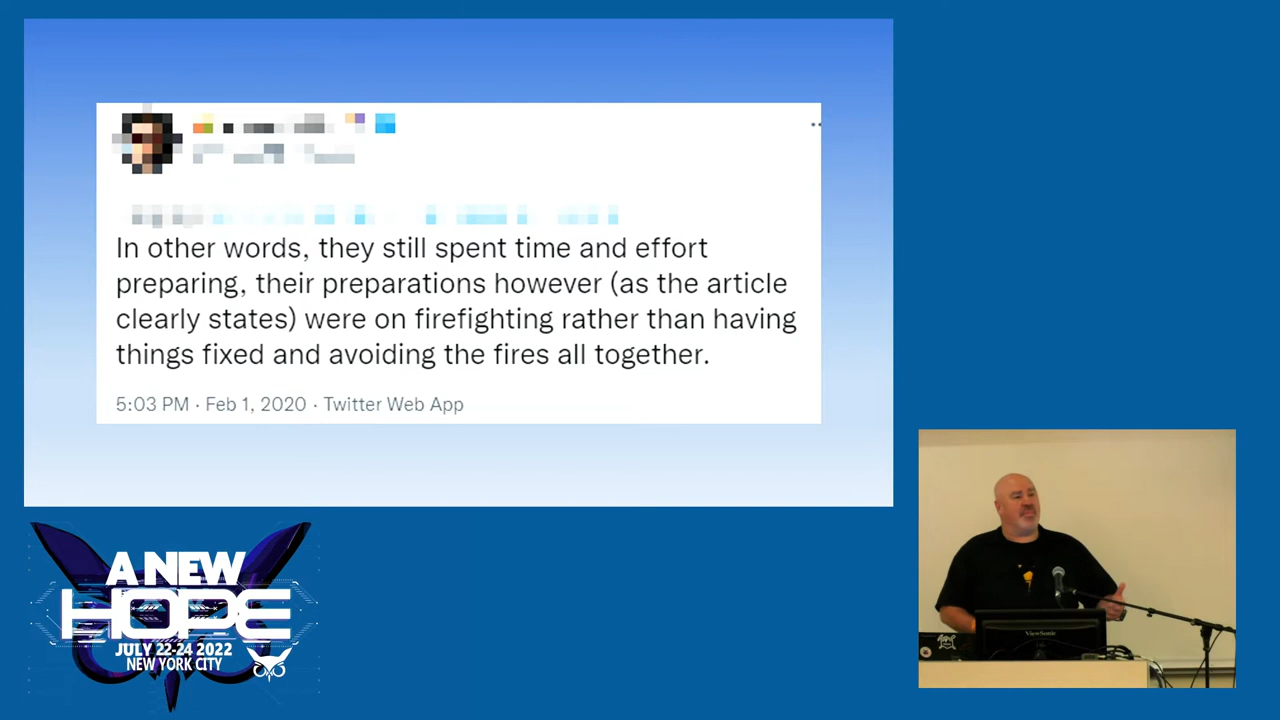 In other words, they still spent time and effort
preparing, their preparations however (as the article
clearly states) were on firefighting rather than having
things fixed and avoiding the fires all together.
5:03 PM · Feb 1, 2020 · Twitter Web App
A NEW
HOPE
JULY 22-24 2022
NEW YORK CITY
ViewSonic